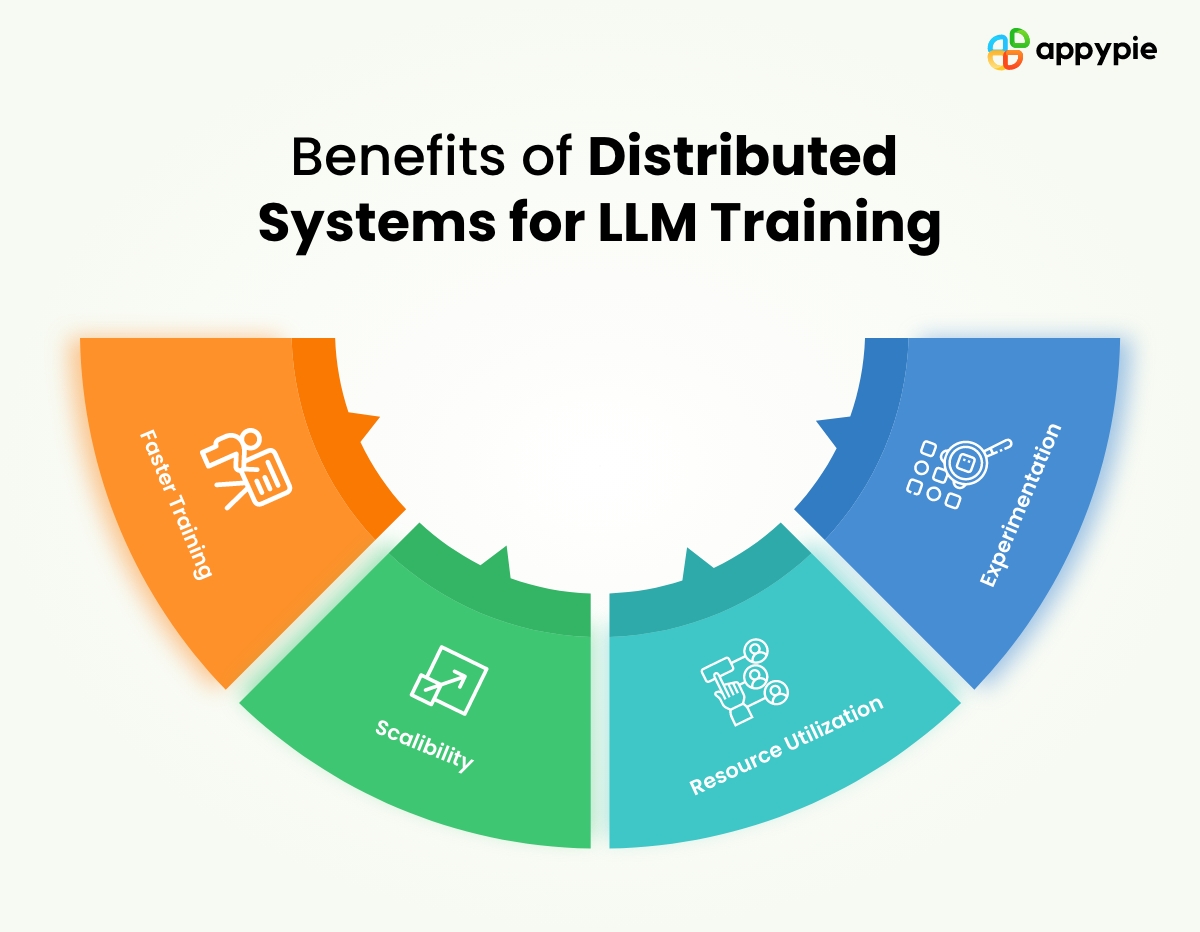 appypie
Benefits of Distributed
Systems for LLM Training
Faster Training
Scalibility
Resource Utilization
Experimentation